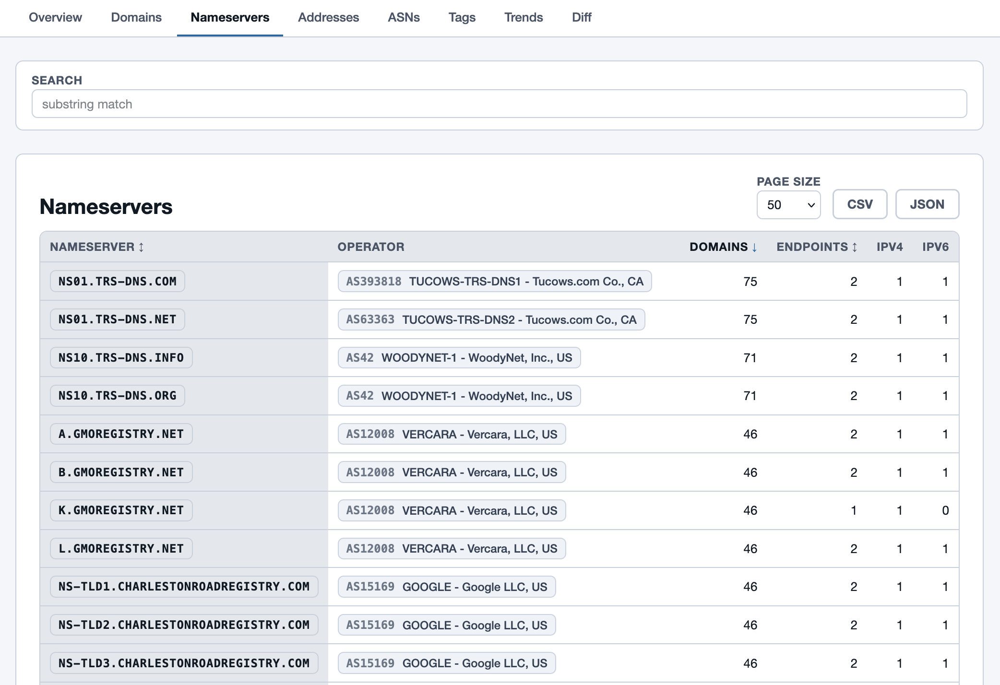 Overview Domains Nameservers Addresses ASNs Tags Trends Diff
SEARCH
substring match
PAGE SIZE
Nameservers 50 CSV JSON
NAMESERVER ↕ OPERATOR DOMAINS ↓ ENDPOINTS ↕ IPV4 IPV6
NS01.TRS-DNS.COM AS393818 TUCOWS-TRS-DNS1 - Tucows.com Co., CA 75 2 1 1
NS01.TRS-DNS.NET AS63363 TUCOWS-TRS-DNS2 - Tucows.com Co., CA 75 2 1 1
NS10.TRS-DNS.INFO AS42 WOODYNET-1 - WoodyNet, Inc., US 71 2 1 1
NS10.TRS-DNS.ORG AS42 WOODYNET-1 - WoodyNet, Inc., US 71 2 1 1
A.GMOREGISTRY.NET AS12008 VERCARA - Vercara, LLC, US 46 2 1 1
B.GMOREGISTRY.NET AS12008 VERCARA - Vercara, LLC, US 46 2 1 1
K.GMOREGISTRY.NET AS12008 VERCARA - Vercara, LLC, US 46 1 1 0
L.GMOREGISTRY.NET AS12008 VERCARA - Vercara, LLC, US 46 2 1 1
NS-TLD1.CHARLESTONROADREGISTRY.COM AS15169 GOOGLE - Google LLC, US 46 2 1 1
NS-TLD2.CHARLESTONROADREGISTRY.COM AS15169 GOOGLE - Google LLC, US 46 2 1 1
NS-TLD3.CHARLESTONROADREGISTRY.COM AS15169 GOOGLE - Google LLC, US 46 2 1 1